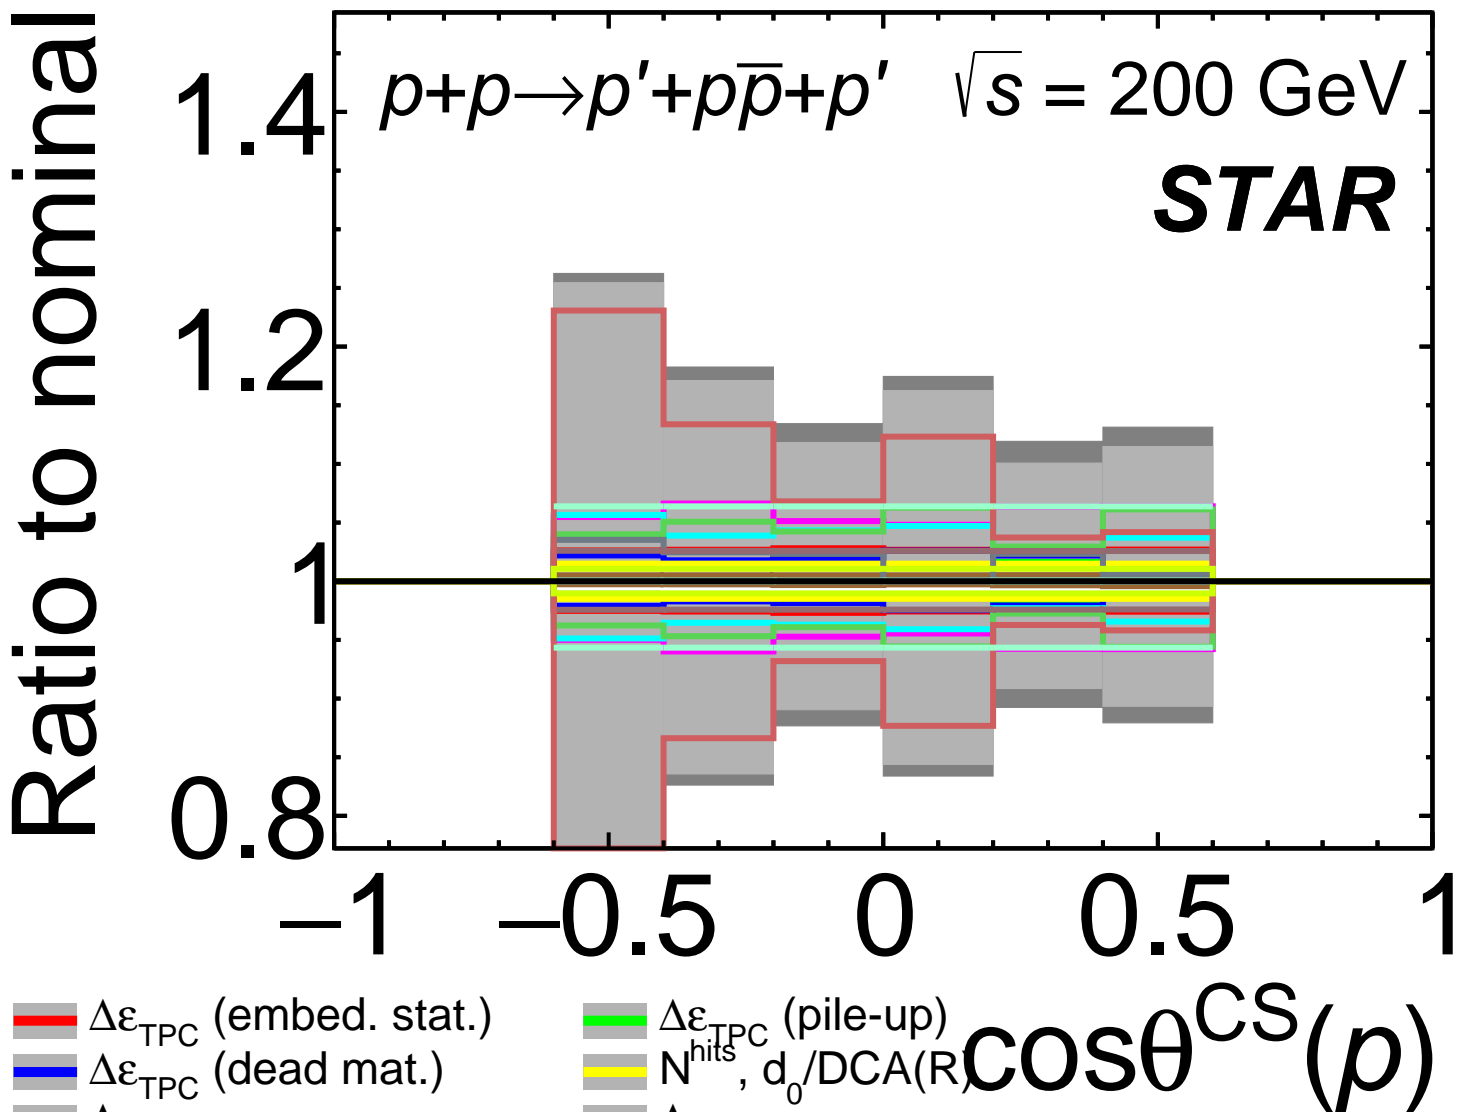 Ratio to nominal
p+p→p′+pp̅+p′ √s = 200 GeV
STAR
1.4
1.2
1
0.8
−1 −0.5 0 0.5 1
cosθ^CS(p)
Δε_TPC (embed. stat.)
Δε_TPC (pile-up)
Δε_TPC (dead mat.)
N^hits, d_0/DCA(R)